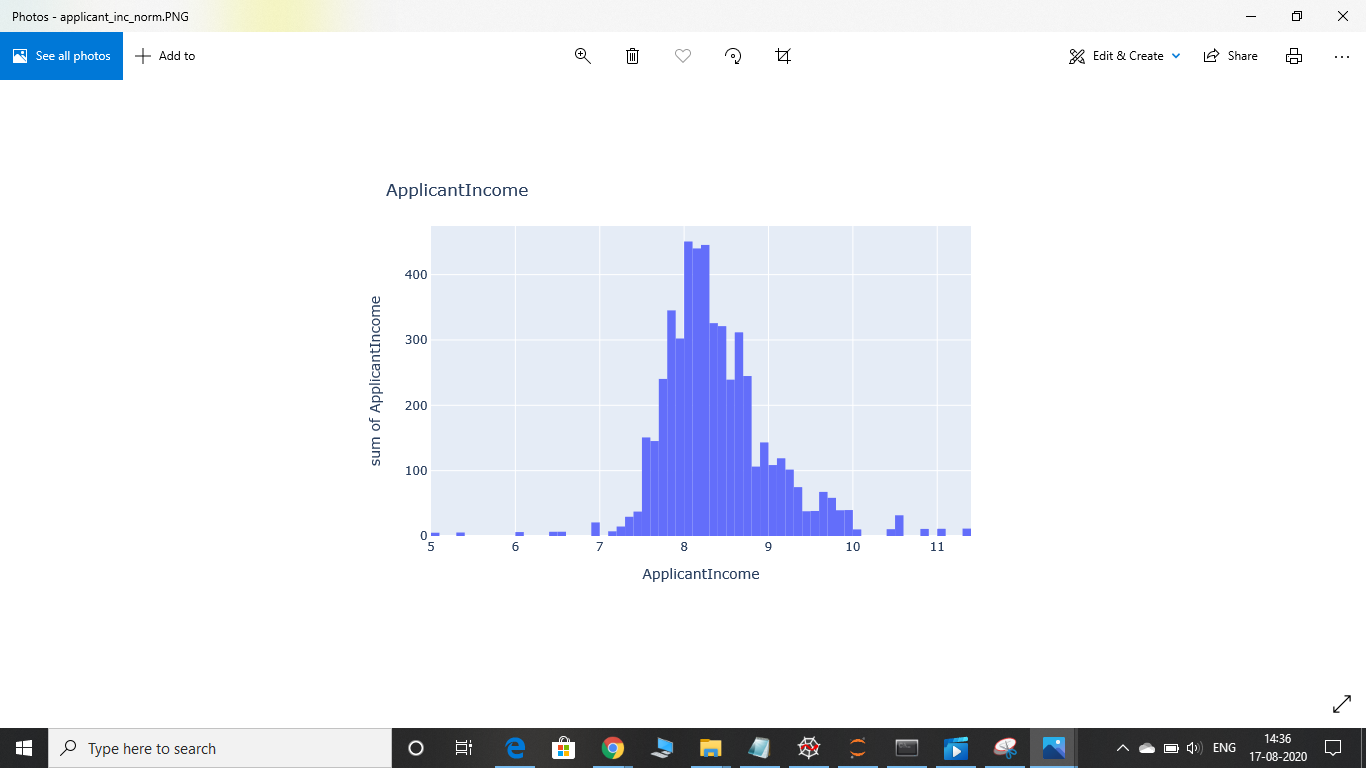 Photos - applicant_inc_norm.PNG
See all photos
Add to
Edit & Create
Share
ApplicantIncome
sum of ApplicantIncome
400
300
200
100
0
5 6 7 8 9 10 11
ApplicantIncome
Type here to search
ENG
14:36
17-08-2020